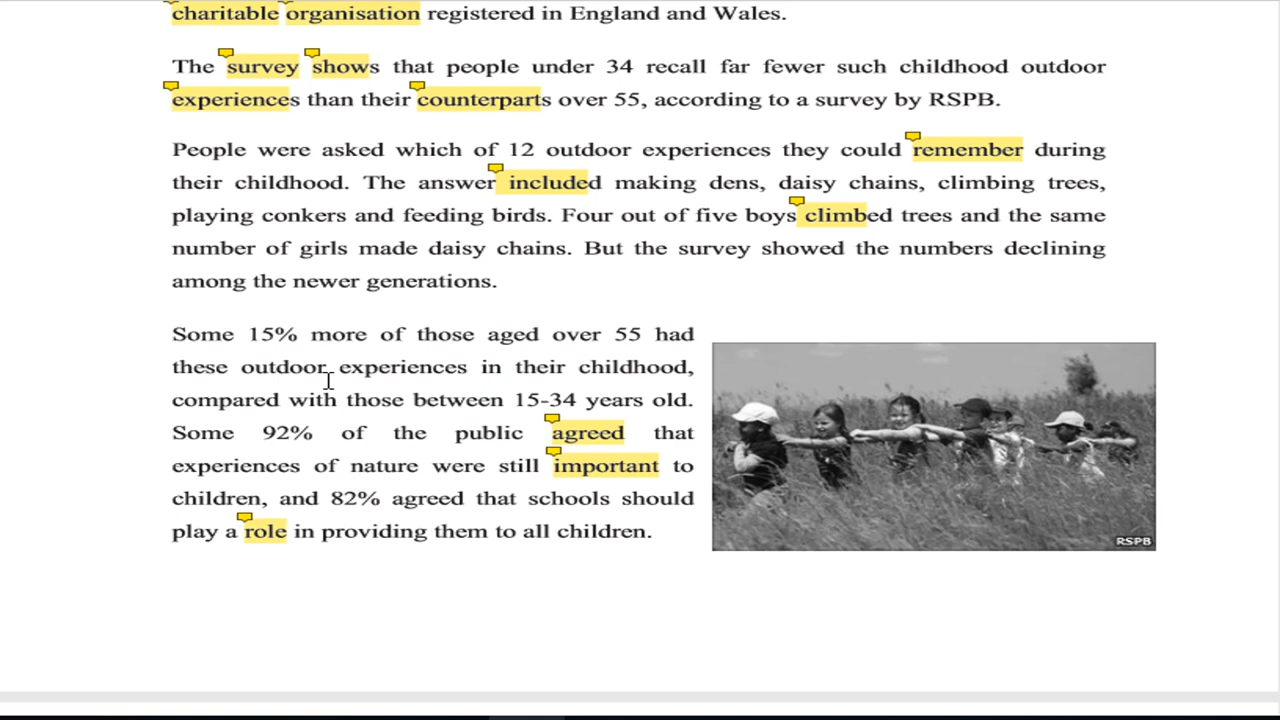 charitable organisation registered in England and Wales.
The survey shows that people under 34 recall far fewer such childhood outdoor
experiences than their counterparts over 55, according to a survey by RSPB.
People were asked which of 12 outdoor experiences they could remember during
their childhood. The answer included making dens, daisy chains, climbing trees,
playing conkers and feeding birds. Four out of five boys climbed trees and the same
number of girls made daisy chains. But the survey showed the numbers declining
among the newer generations.
Some 15% more of those aged over 55 had
these outdoor experiences in their childhood,
compared with those between 15-34 years old.
Some 92% of the public agreed that
experiences of nature were still important to
children, and 82% agreed that schools should
play a role in providing them to all children.
RSPB